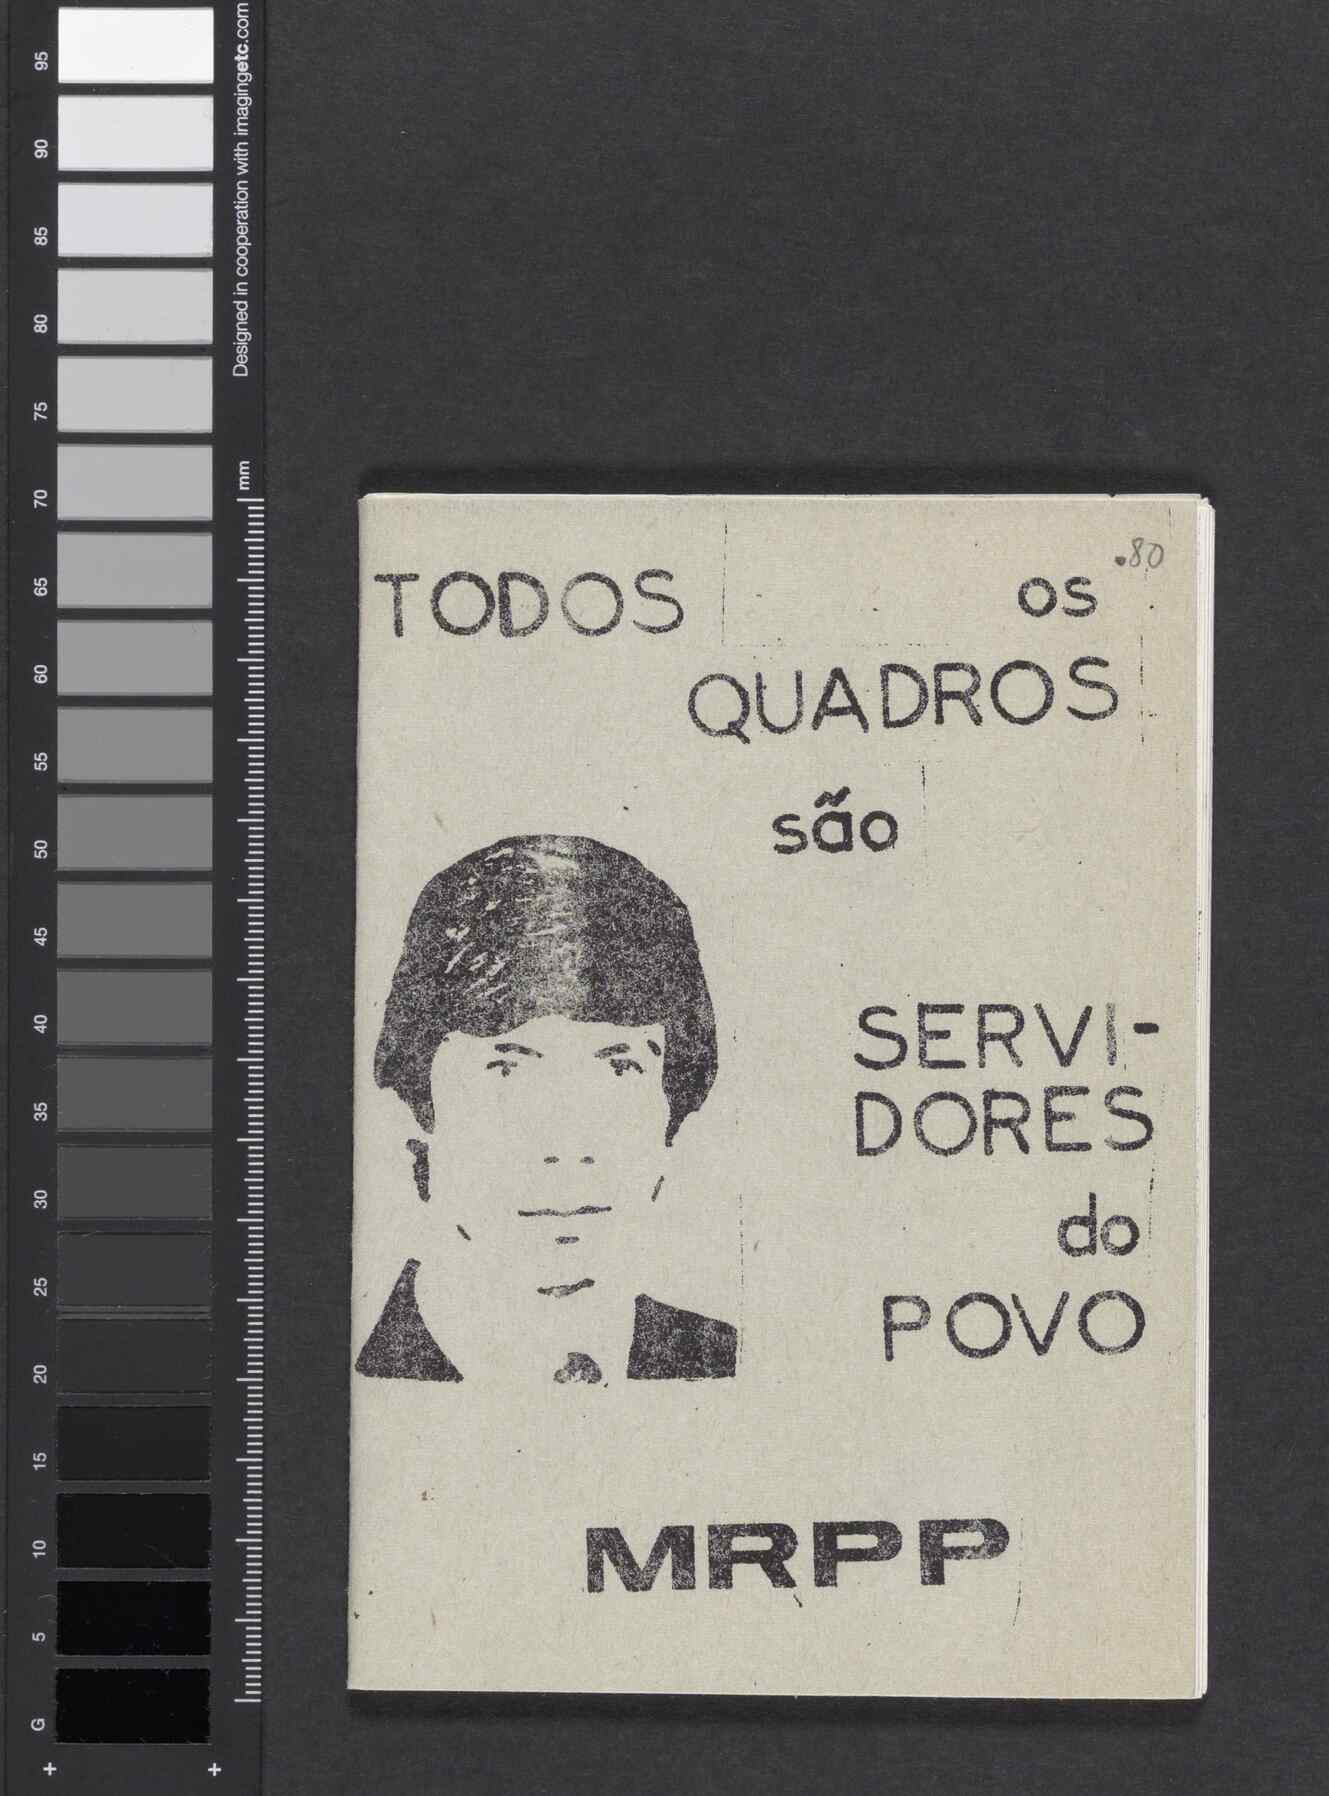 .80
TODOS os
QUADROS
são
SERVI-
DORES
do
POVO
MRPP
Designed in cooperation with imagingetc.com
mm
95
90
85
80
75
70
65
60
55
50
45
40
35
30
25
20
15
10
5
G